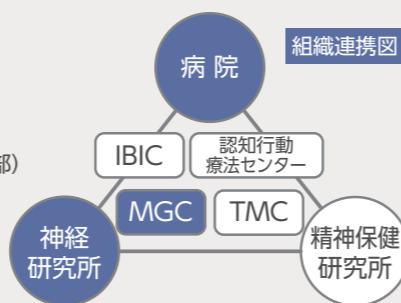 組織連携図
病 院
部）
IBIC
認知行動
療法センター
MGC
TMC
神経
研究所
精神保健
研究所